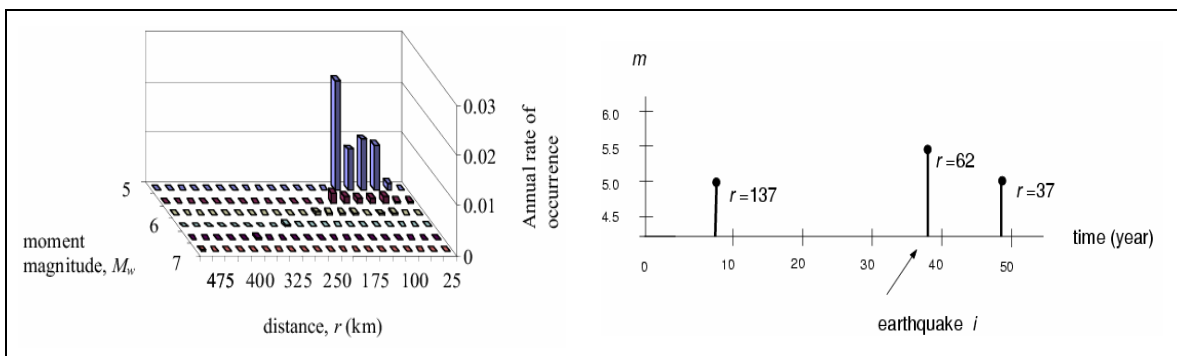 0.03
0.02
0.01
0
Annual rate of
occurrence
5
6
7
moment
magnitude, Mw
475 400 325 250 175 100 25
distance, r (km)
m
6.0
5.5
5.0
4.5
r=137
r=62
r=37
0 10 20 30 40 50
time (year)
earthquake i